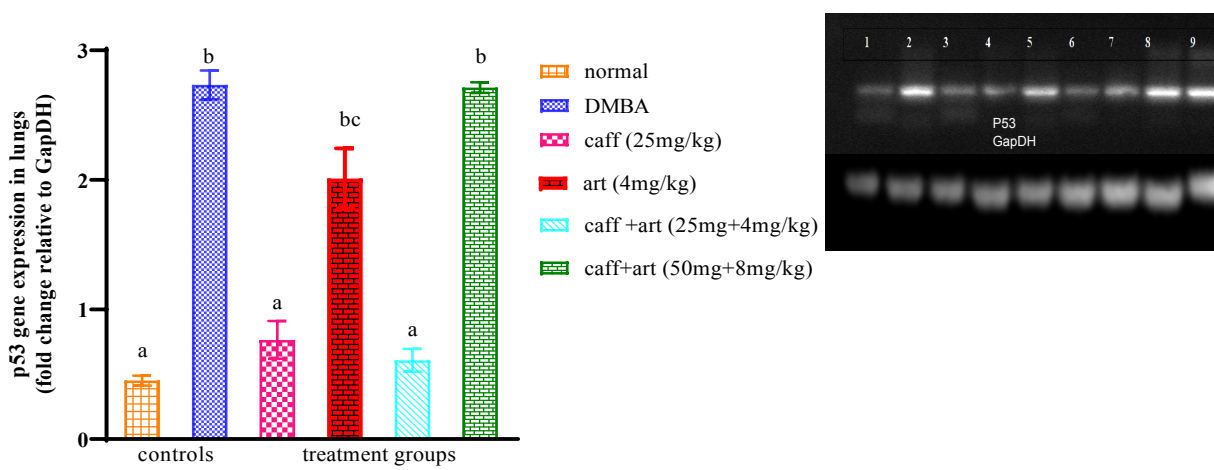 p53 gene expression in lungs
(fold change relative to GapDH)
3
2
1
0
a
b
a
bc
a
b
controls
treatment groups
normal
DMBA
caff (25mg/kg)
art (4mg/kg)
caff +art (25mg+4mg/kg)
caff+art (50mg+8mg/kg)
1 2 3 4 5 6 7 8 9
P53
GapDH